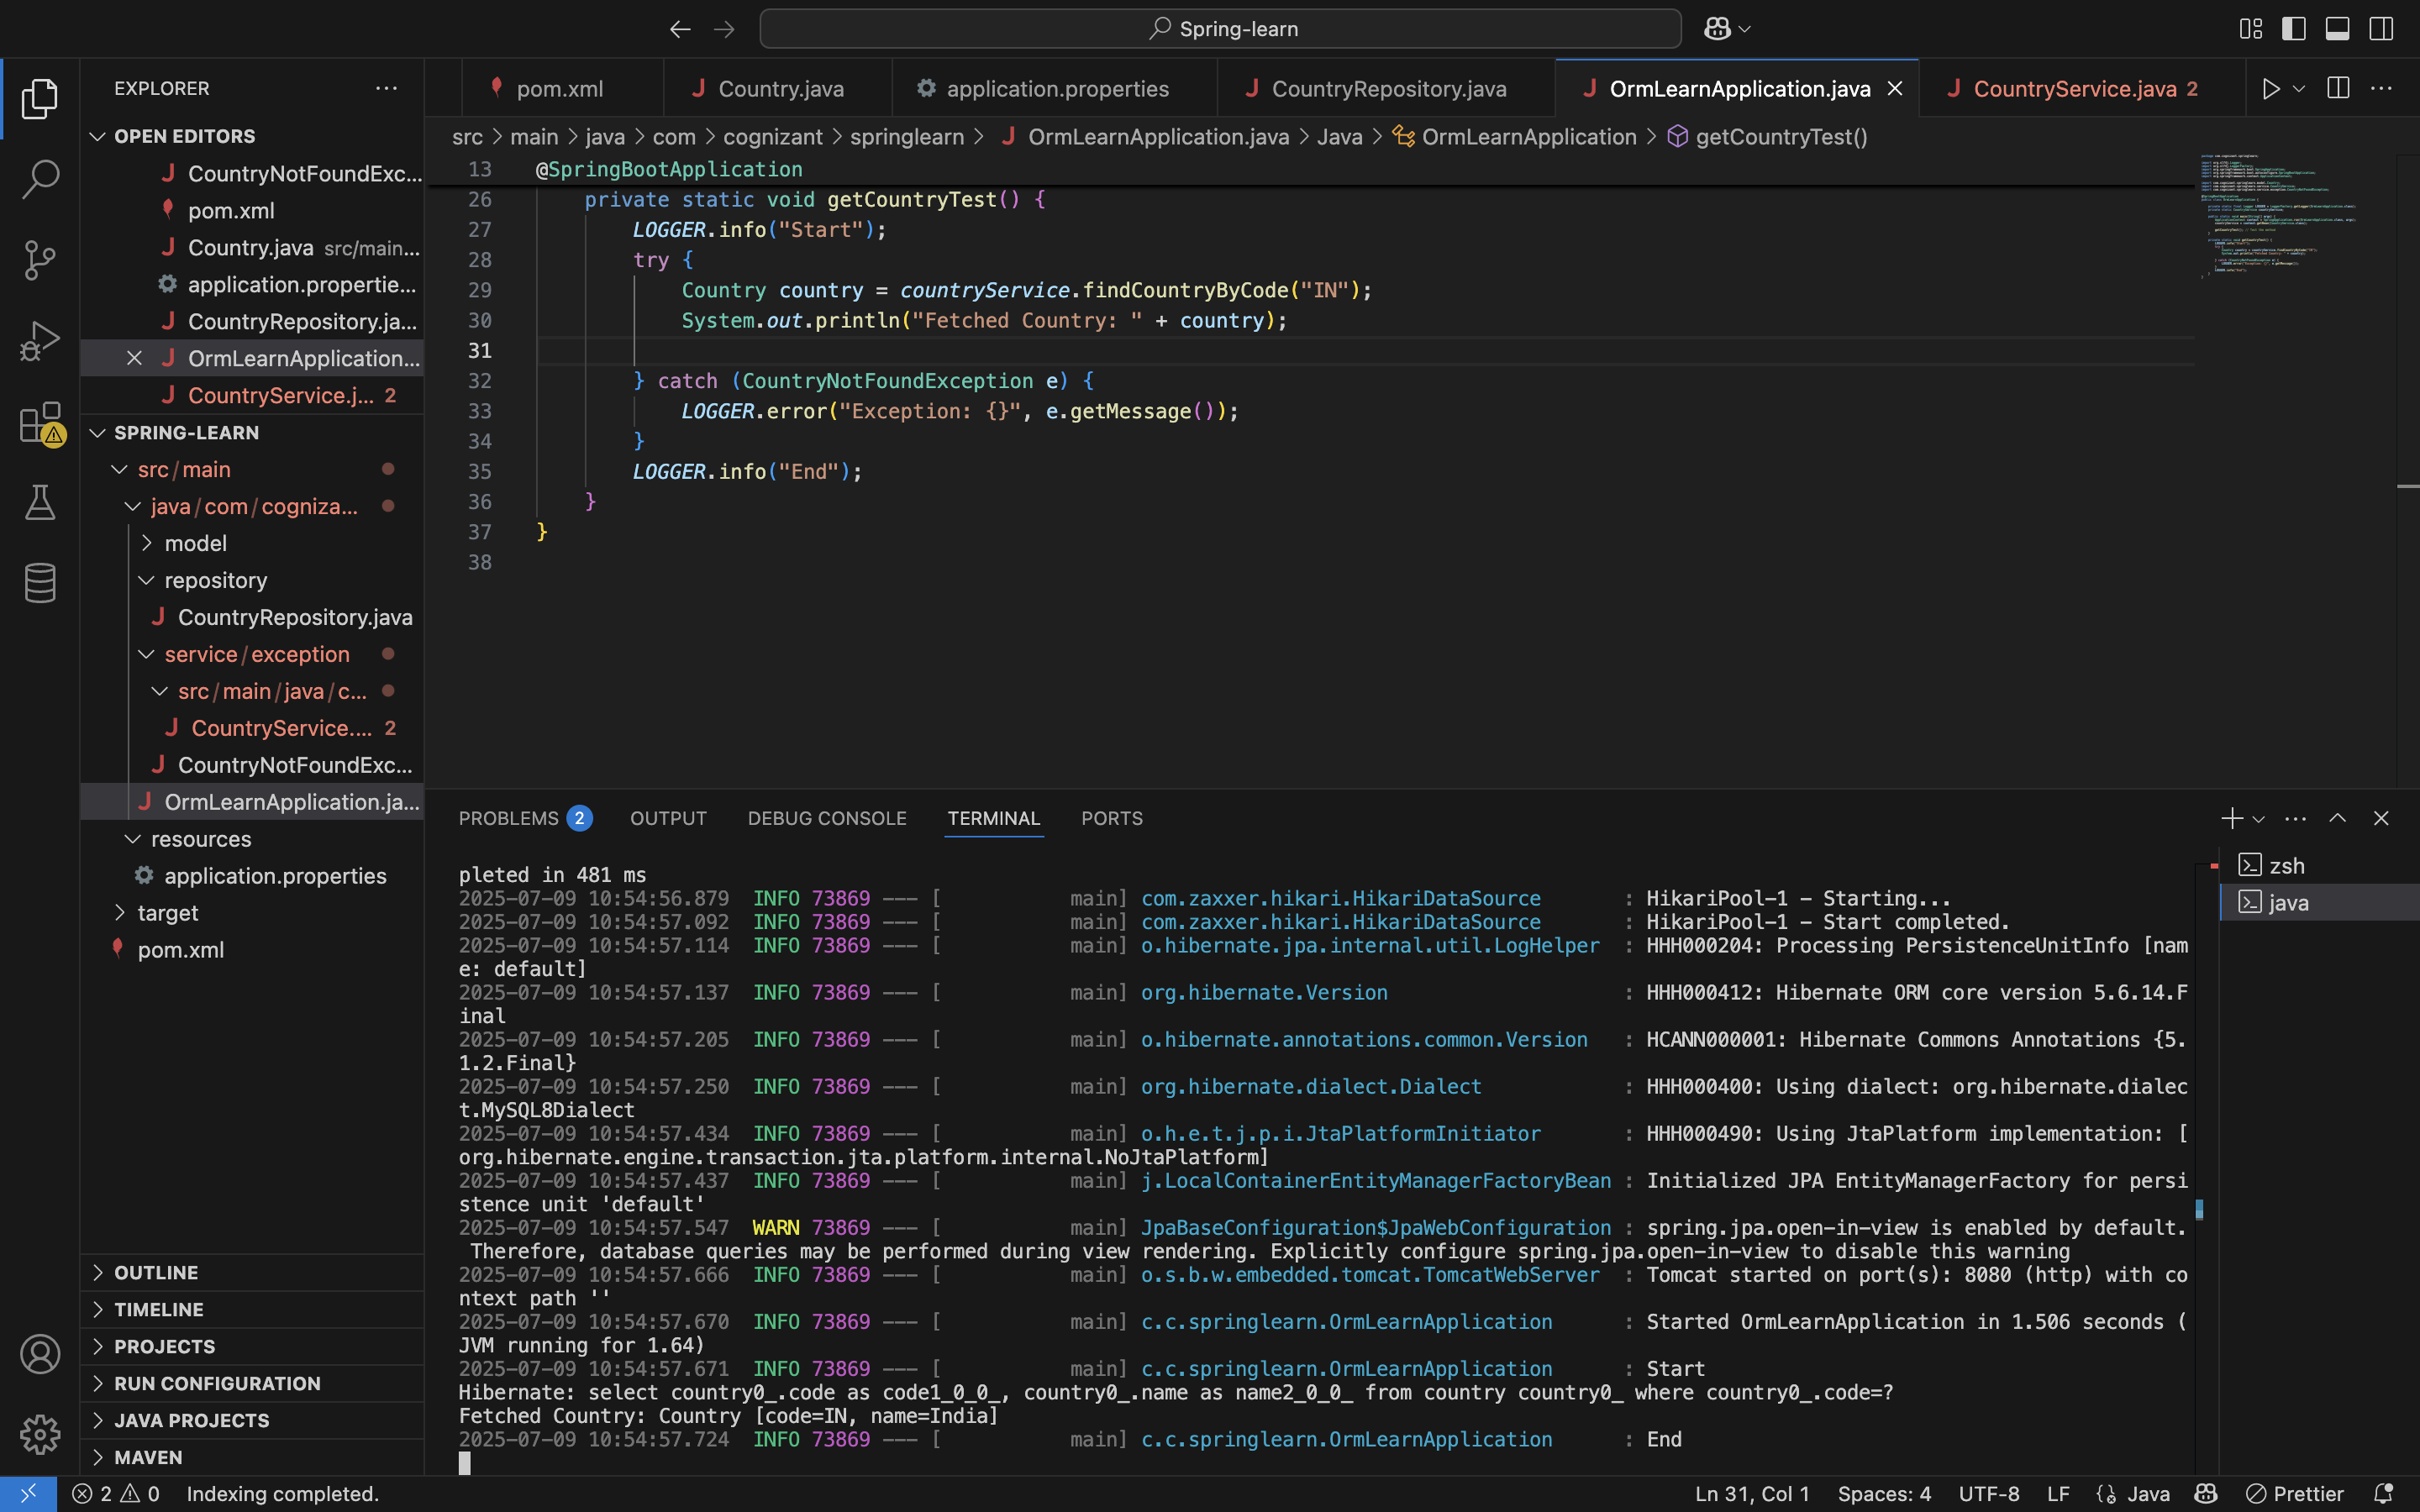 Spring-learn
EXPLORER
OPEN EDITORS
CountryNotFoundExc...
pom.xml
Country.java src/main...
application.propertie...
CountryRepository.ja...
OrmLearnApplication...
CountryService.j... 2
SPRING-LEARN
src/main
java/com/cogniza...
model
repository
CountryRepository.java
service/exception
src/main/java/c...
CountryService.... 2
CountryNotFoundExc...
OrmLearnApplication.ja...
resources
application.properties
target
pom.xml
OUTLINE
TIMELINE
PROJECTS
RUN CONFIGURATION
JAVA PROJECTS
MAVEN
pom.xml Country.java application.properties CountryRepository.java OrmLearnApplication.java CountryService.java 2
src > main > java > com > cognizant > springlearn > OrmLearnApplication.java > Java > OrmLearnApplication > getCountryTest()
13 @SpringBootApplication
26 private static void getCountryTest() {
27 LOGGER.info("Start");
28 try {
29 Country country = countryService.findCountryByCode("IN");
30 System.out.println("Fetched Country: " + country);
31
32 } catch (CountryNotFoundException e) {
33 LOGGER.error("Exception: {}", e.getMessage());
34 }
35 LOGGER.info("End");
36 }
37 }
38
PROBLEMS 2 OUTPUT DEBUG CONSOLE TERMINAL PORTS
zsh
java
pleted in 481 ms
2025-07-09 10:54:56.879 INFO 73869 --- [ main] com.zaxxer.hikari.HikariDataSource : HikariPool-1 - Starting...
2025-07-09 10:54:57.092 INFO 73869 --- [ main] com.zaxxer.hikari.HikariDataSource : HikariPool-1 - Start completed.
2025-07-09 10:54:57.114 INFO 73869 --- [ main] o.hibernate.jpa.internal.util.LogHelper : HHH000204: Processing PersistenceUnitInfo [nam
e: default]
2025-07-09 10:54:57.137 INFO 73869 --- [ main] org.hibernate.Version : HHH000412: Hibernate ORM core version 5.6.14.F
inal
2025-07-09 10:54:57.205 INFO 73869 --- [ main] o.hibernate.annotations.common.Version : HCANN000001: Hibernate Commons Annotations {5.
1.2.Final}
2025-07-09 10:54:57.250 INFO 73869 --- [ main] org.hibernate.dialect.Dialect : HHH000400: Using dialect: org.hibernate.dialec
t.MySQL8Dialect
2025-07-09 10:54:57.434 INFO 73869 --- [ main] o.h.e.t.j.p.i.JtaPlatformInitiator : HHH000490: Using JtaPlatform implementation: [
org.hibernate.engine.transaction.jta.platform.internal.NoJtaPlatform]
2025-07-09 10:54:57.437 INFO 73869 --- [ main] j.LocalContainerEntityManagerFactoryBean : Initialized JPA EntityManagerFactory for persi
stence unit 'default'
2025-07-09 10:54:57.547 WARN 73869 --- [ main] JpaBaseConfiguration$JpaWebConfiguration : spring.jpa.open-in-view is enabled by default.
Therefore, database queries may be performed during view rendering. Explicitly configure spring.jpa.open-in-view to disable this warning
2025-07-09 10:54:57.666 INFO 73869 --- [ main] o.s.b.w.embedded.tomcat.TomcatWebServer : Tomcat started on port(s): 8080 (http) with co
ntext path ''
2025-07-09 10:54:57.670 INFO 73869 --- [ main] c.c.springlearn.OrmLearnApplication : Started OrmLearnApplication in 1.506 seconds (
JVM running for 1.64)
2025-07-09 10:54:57.671 INFO 73869 --- [ main] c.c.springlearn.OrmLearnApplication : Start
Hibernate: select country0_.code as code1_0_0_, country0_.name as name2_0_0_ from country country0_ where country0_.code=?
Fetched Country: Country [code=IN, name=India]
2025-07-09 10:54:57.724 INFO 73869 --- [ main] c.c.springlearn.OrmLearnApplication : End
2 0 Indexing completed. Ln 31, Col 1 Spaces: 4 UTF-8 LF Java Prettier